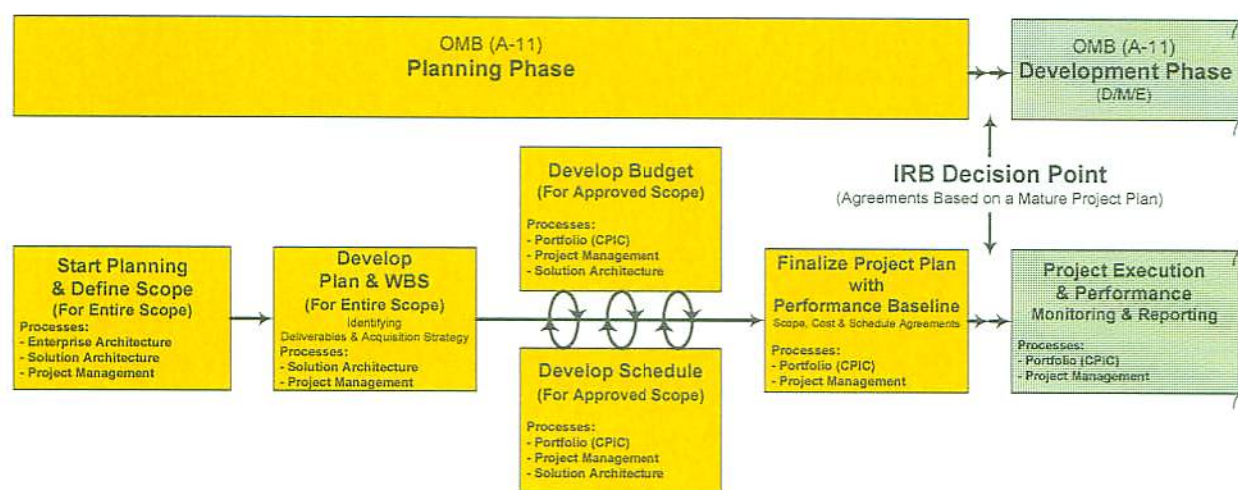 OMB (A-11)
Planning Phase
OMB (A-11)
Development Phase
(D/M/E)
Develop Budget
(For Approved Scope)
Processes:
- Portfolio (CPIC)
- Project Management
- Solution Architecture
IRB Decision Point
(Agreements Based on a Mature Project Plan)
Start Planning
& Define Scope
(For Entire Scope)
Processes:
- Enterprise Architecture
- Solution Architecture
- Project Management
Develop
Plan & WBS
(For Entire Scope)
Identifying
Deliverables & Acquisition Strategy
Processes:
- Solution Architecture
- Project Management
Develop Schedule
(For Approved Scope)
Processes:
- Portfolio (CPIC)
- Project Management
- Solution Architecture
Finalize Project Plan
with
Performance Baseline
Scope, Cost & Schedule Agreements
Processes:
- Portfolio (CPIC)
- Project Management
Project Execution
& Performance
Monitoring & Reporting
Processes:
- Portfolio (CPIC)
- Project Management